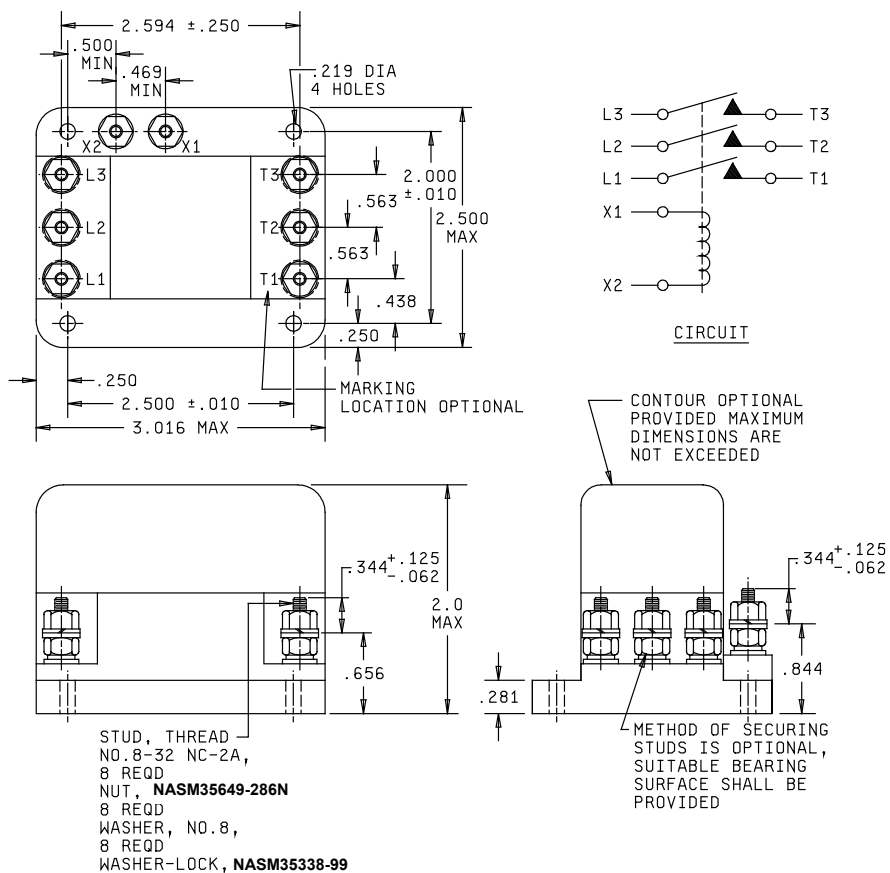 2.594 ±.250
.500
MIN
.469
MIN
.219 DIA
4 HOLES
X2
X1
L3
T3
L2
T2
L1
T1
.563
.563
2.000
±.010
2.500
MAX
.438
.250
.250
2.500 ±.010
3.016 MAX
MARKING
LOCATION OPTIONAL
L3
T3
L2
T2
L1
T1
X1
X2
CIRCUIT
CONTOUR OPTIONAL
PROVIDED MAXIMUM
DIMENSIONS ARE
NOT EXCEEDED
.344 +.125
-.062
2.0
MAX
.656
.344 +.125
-.062
.844
.281
STUD, THREAD
NO.8-32 NC-2A,
8 REQD
NUT, NASM35649-286N
8 REQD
WASHER, NO.8,
8 REQD
WASHER-LOCK, NASM35338-99
METHOD OF SECURING
STUDS IS OPTIONAL,
SUITABLE BEARING
SURFACE SHALL BE
PROVIDED